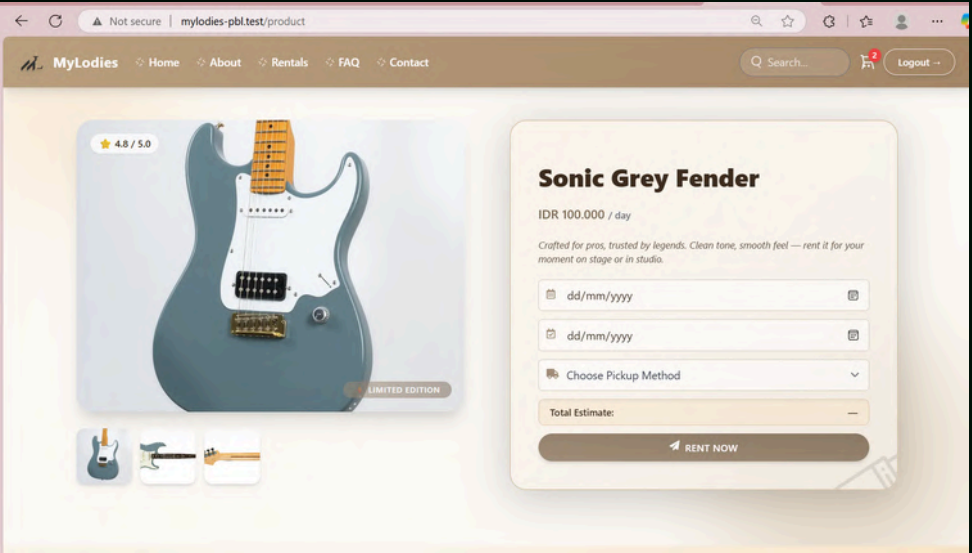 Not secure
mylodies-pbl.test/product
MyLodies
Home
About
Rentals
FAQ
Contact
Search...
2
Logout →
4.8 / 5.0
LIMITED EDITION
Sonic Grey Fender
IDR 100.000 / day
Crafted for pros, trusted by legends. Clean tone, smooth feel — rent it for your
moment on stage or in studio.
dd/mm/yyyy
dd/mm/yyyy
Choose Pickup Method
Total Estimate: —
RENT NOW